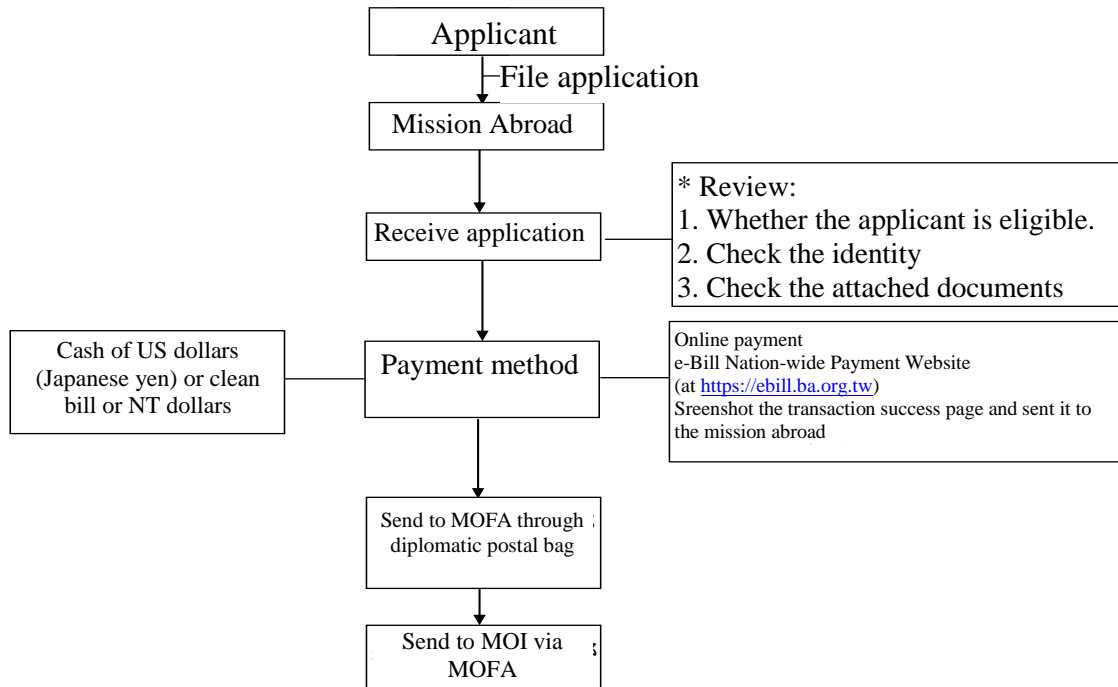 Applicant
File application
Mission Abroad
Receive application
* Review:
1. Whether the applicant is eligible.
2. Check the identity
3. Check the attached documents
Cash of US dollars
(Japanese yen) or clean
bill or NT dollars
Payment method
Online payment
e-Bill Nation-wide Payment Website
(at https://ebill.ba.org.tw)
Sreenshot the transaction success page and sent it to
the mission abroad
Send to MOFA through
diplomatic postal bag
Send to MOI via
MOFA